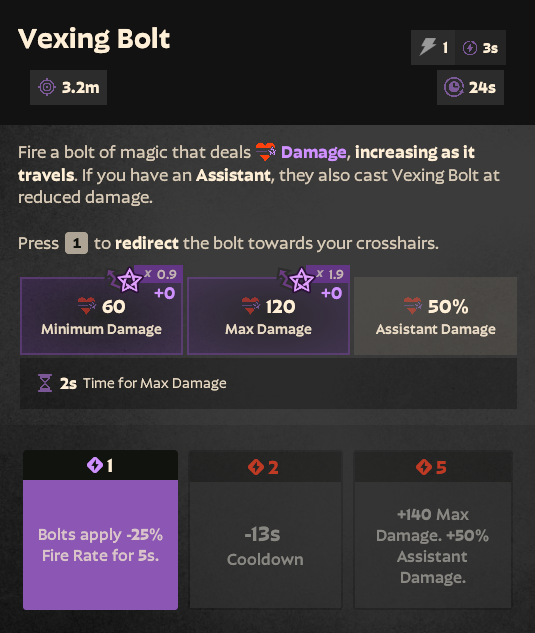 Vexing Bolt
1 3s
3.2m 24s
Fire a bolt of magic that deals Damage, increasing as it
travels. If you have an Assistant, they also cast Vexing Bolt at
reduced damage.
Press 1 to redirect the bolt towards your crosshairs.
x 0.9 x 1.9
+0 +0
60 120 50%
Minimum Damage Max Damage Assistant Damage
2s Time for Max Damage
1 2 5
Bolts apply -25%
Fire Rate for 5s.
-13s
Cooldown
+140 Max
Damage. +50%
Assistant
Damage.